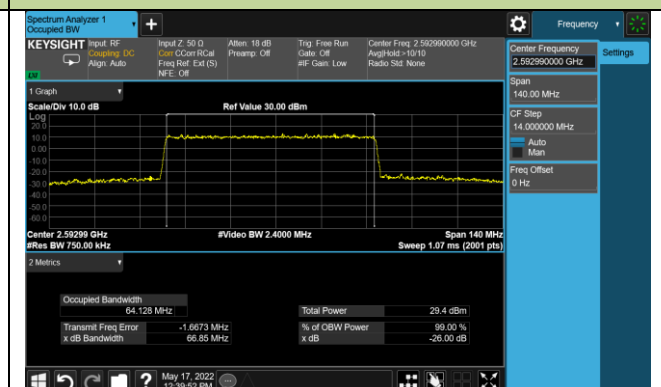 Spectrum Analyzer 1
Occupied BW
Frequency
KEYSIGHT
Input: RF
Coupling: DC
Align: Auto
Input Z: 50 Ω
Corr CCorr RCal
Freq Ref: Ext (S)
NFE: Off
Atten: 18 dB
Preamp: Off
Trig: Free Run
Gate: Off
#IF Gain: Low
Center Freq: 2.592990000 GHz
Avg|Hold:>10/10
Radio Std: None
Center Frequency
2.592990000 GHz
Settings
Span
140.00 MHz
CF Step
14.000000 MHz
Auto
Man
Freq Offset
0 Hz
1 Graph
Scale/Div 10.0 dB
Ref Value 30.00 dBm
Log
20.0
10.0
0.00
-10.0
-20.0
-30.0
-40.0
-50.0
-60.0
Center 2.59299 GHz
#Video BW 2.4000 MHz
Span 140 MHz
#Res BW 750.00 kHz
Sweep 1.07 ms (2001 pts)
2 Metrics
Occupied Bandwidth
64.128 MHz
Total Power 29.4 dBm
Transmit Freq Error -1.6673 MHz
% of OBW Power 99.00 %
x dB Bandwidth 66.85 MHz
x dB -26.00 dB
?
May 17, 2022
12:39:52 PM